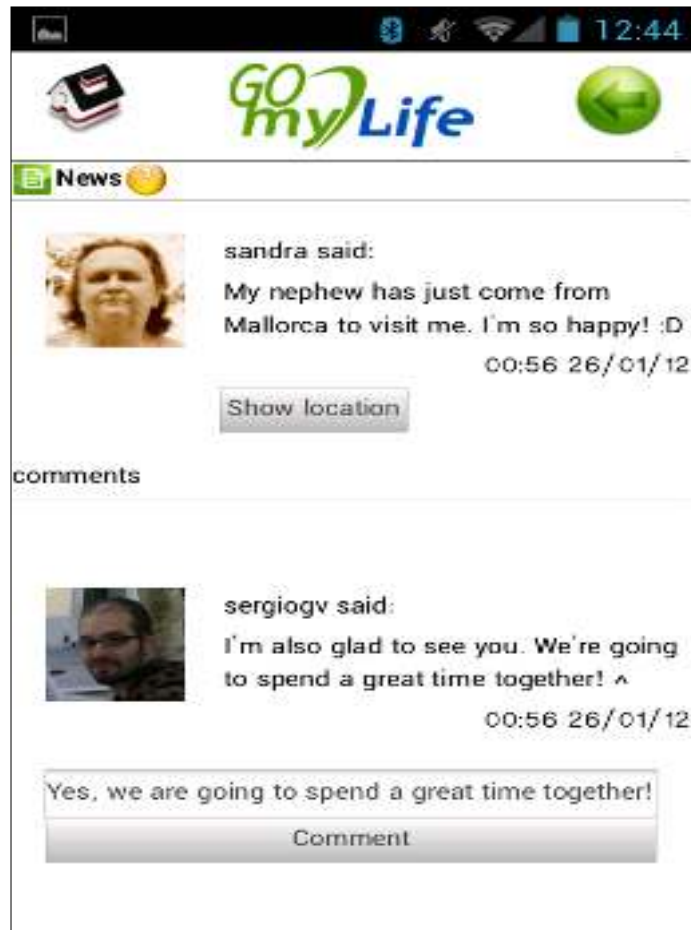 12:44
GO
my Life
News
sandra said:
My nephew has just come from
Mallorca to visit me. I'm so happy! :D
00:56 26/01/12
Show location
comments
sergiogv said:
I'm also glad to see you. We're going
to spend a great time together! ^
00:56 26/01/12
Yes, we are going to spend a great time together!
Comment